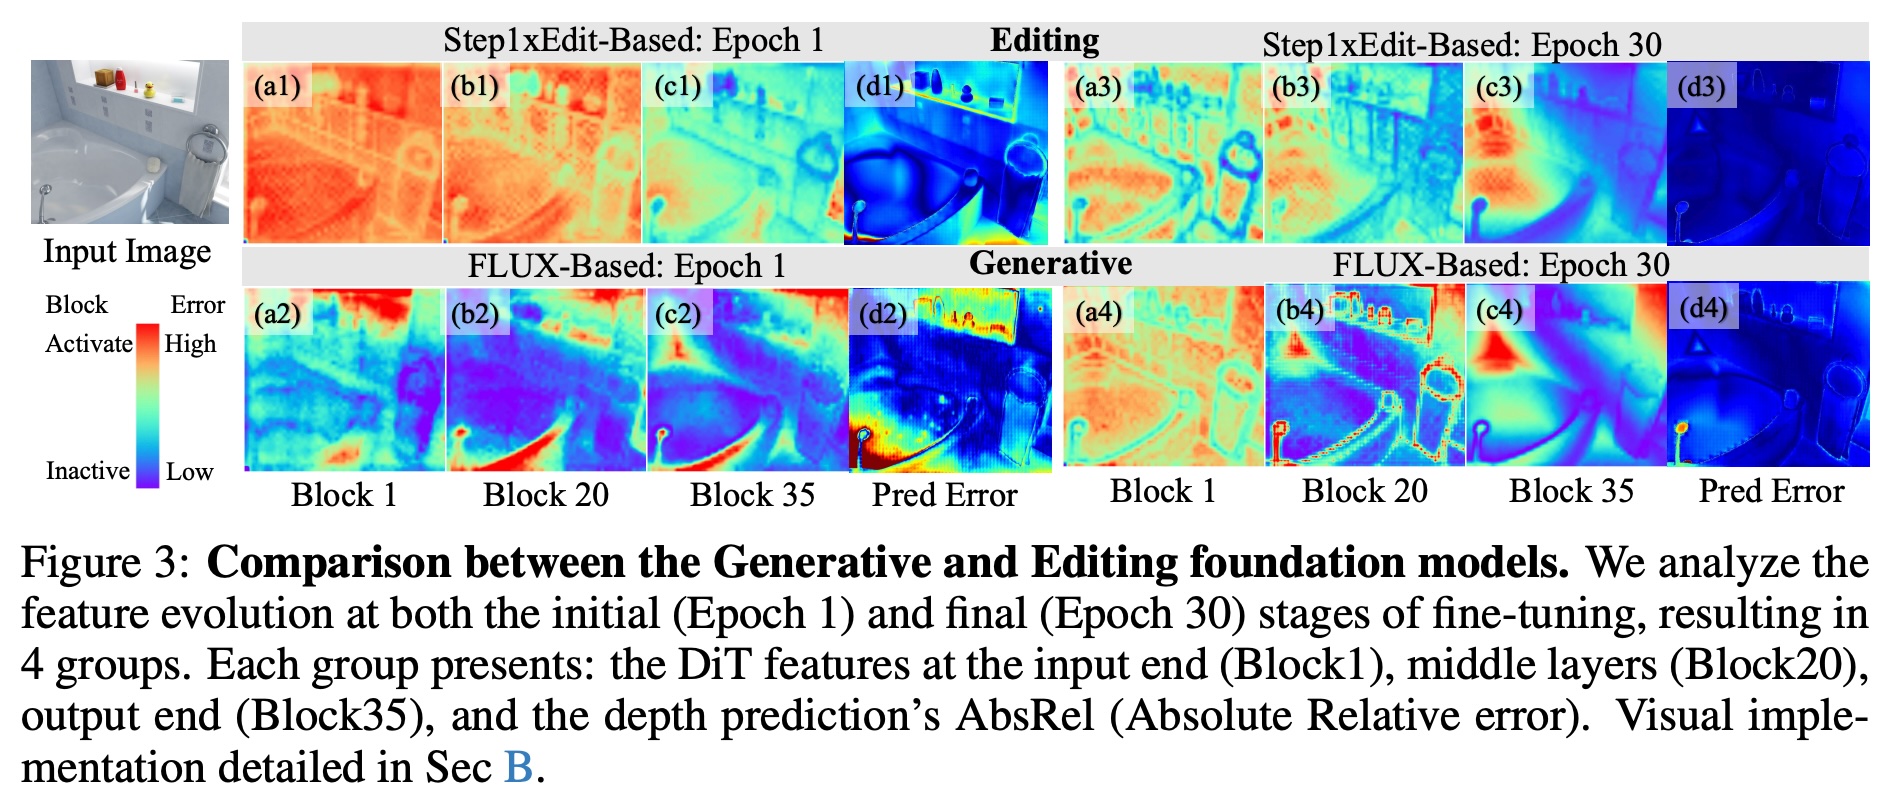 Step1xEdit-Based: Epoch 1 Editing Step1xEdit-Based: Epoch 30
(a1) (b1) (c1) (d1) (a3) (b3) (c3) (d3)
Input Image
FLUX-Based: Epoch 1 Generative FLUX-Based: Epoch 30
Block Error
Activate High
Inactive Low
(a2) (b2) (c2) (d2) (a4) (b4) (c4) (d4)
Block 1 Block 20 Block 35 Pred Error Block 1 Block 20 Block 35 Pred Error
Figure 3: Comparison between the Generative and Editing foundation models. We analyze the
feature evolution at both the initial (Epoch 1) and final (Epoch 30) stages of fine-tuning, resulting in
4 groups. Each group presents: the DiT features at the input end (Block1), middle layers (Block20),
output end (Block35), and the depth prediction's AbsRel (Absolute Relative error). Visual imple-
mentation detailed in Sec B.